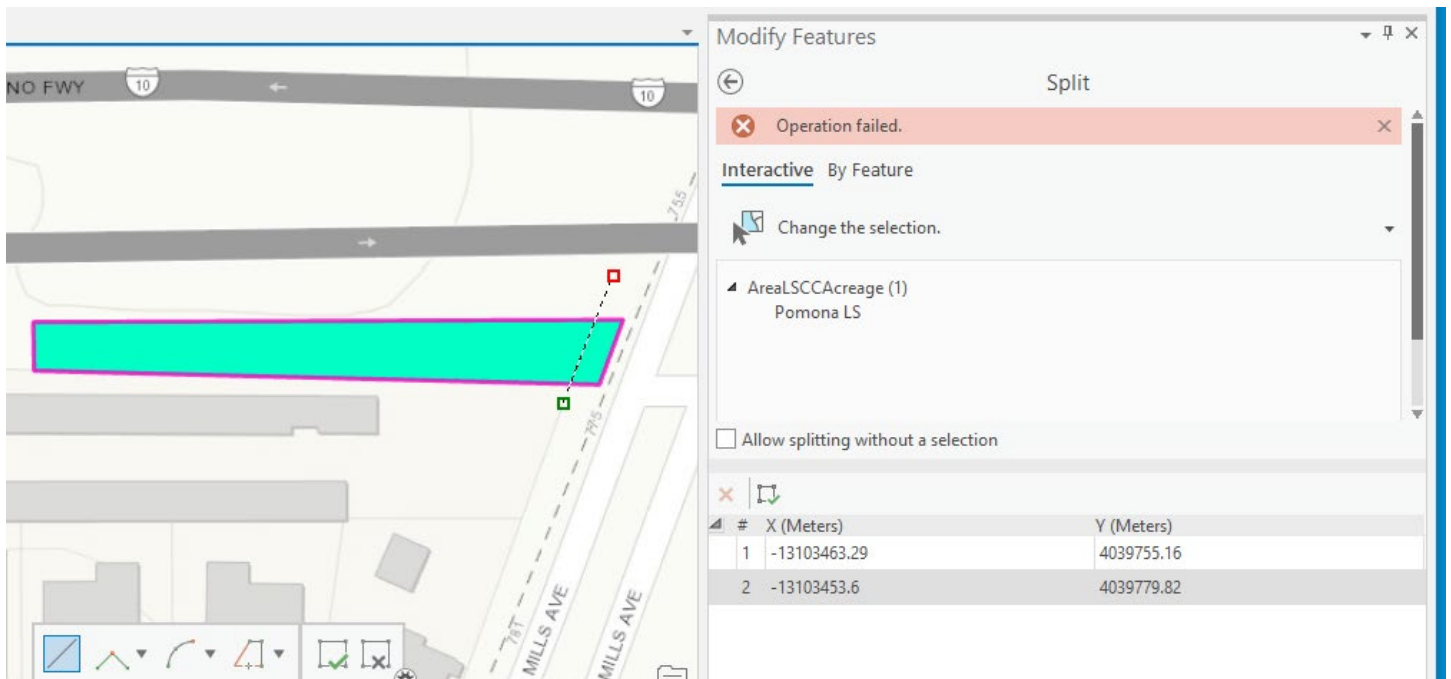 NO FWY
10
10
755
775
781
MILLS AVE
MILLS AVE
Modify Features
Split
Operation failed.
Interactive By Feature
Change the selection.
AreaLSCCAcreage (1)
Pomona LS
Allow splitting without a selection
# X (Meters) Y (Meters)
1 -13103463.29 4039755.16
2 -13103453.6 4039779.82